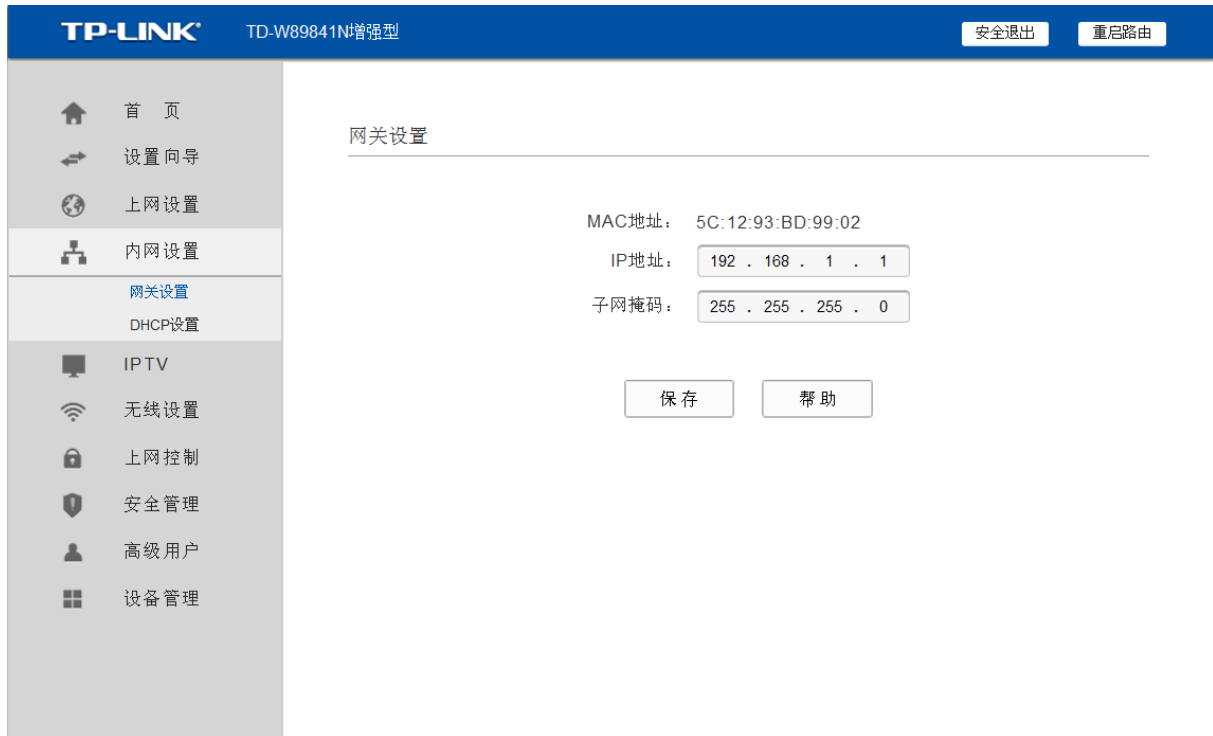 TP-LINK® TD-W89841N增强型 安全退出 重启路由
首 页
设置向导
上网设置
内网设置
网关设置
DHCP设置
IPTV
无线设置
上网控制
安全管理
高级用户
设备管理
网关设置
MAC地址： 5C:12:93:BD:99:02
IP地址： 192 . 168 . 1 . 1
子网掩码： 255 . 255 . 255 . 0
保存 帮助